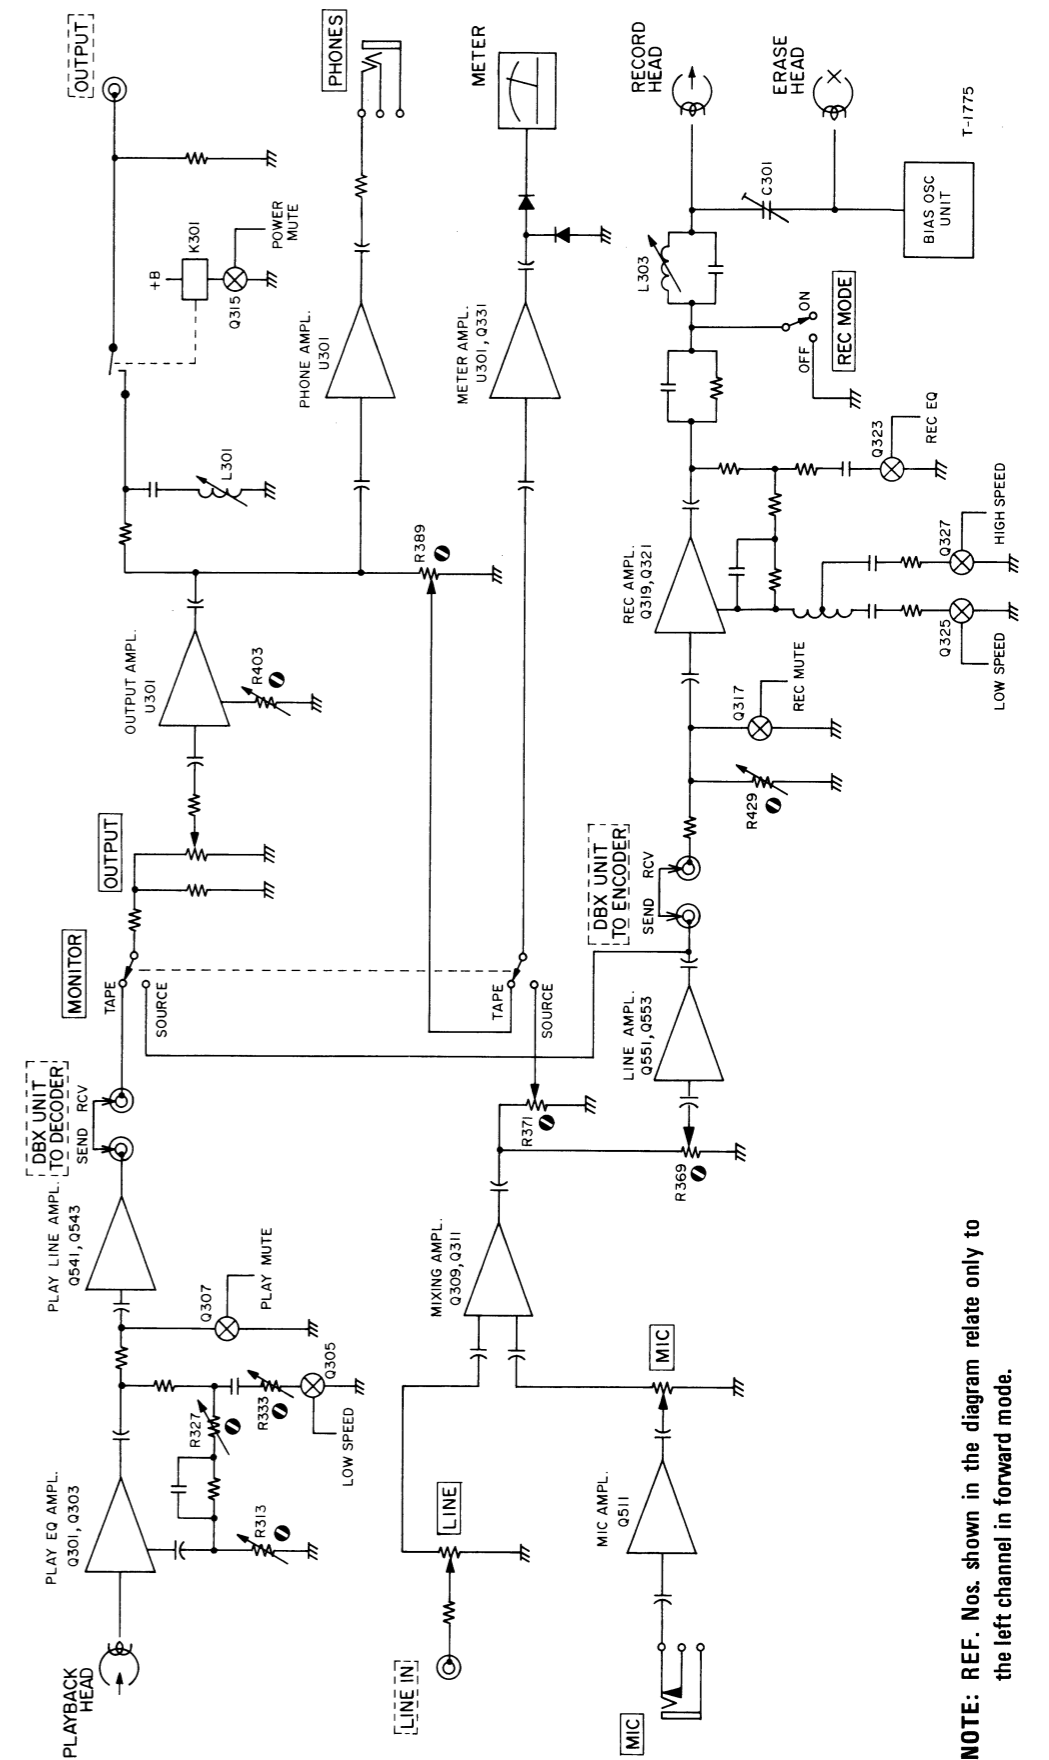 PLAYBACK
HEAD
PLAY EQ AMPL.
Q301, Q303
R313
R327
R333
LOW SPEED
Q305
Q307
PLAY MUTE
PLAY LINE AMPL.
Q541, Q543
DBX UNIT
TO DECODER
SEND
RCV
MONITOR
TAPE
SOURCE
OUTPUT
OUTPUT AMPL.
U301
R403
L301
+B
K301
Q315
POWER
MUTE
OUTPUT
PHONE AMPL.
U301
PHONES
R389
METER AMPL.
U301, Q331
METER
LINE IN
LINE
MIXING AMPL.
Q309, Q311
R371
TAPE
SOURCE
MIC
MIC AMPL.
Q511
MIC
R369
LINE AMPL.
Q551, Q553
DBX UNIT
TO ENCODER
SEND
RCV
R429
Q317
REC MUTE
REC AMPL.
Q319, Q321
Q325
LOW SPEED
Q327
HIGH SPEED
Q323
REC EQ
OFF
ON
REC MODE
L303
C301
RECORD
HEAD
ERASE
HEAD
BIAS OSC
UNIT
T-1775
NOTE: REF. Nos. shown in the diagram relate only to
the left channel in forward mode.